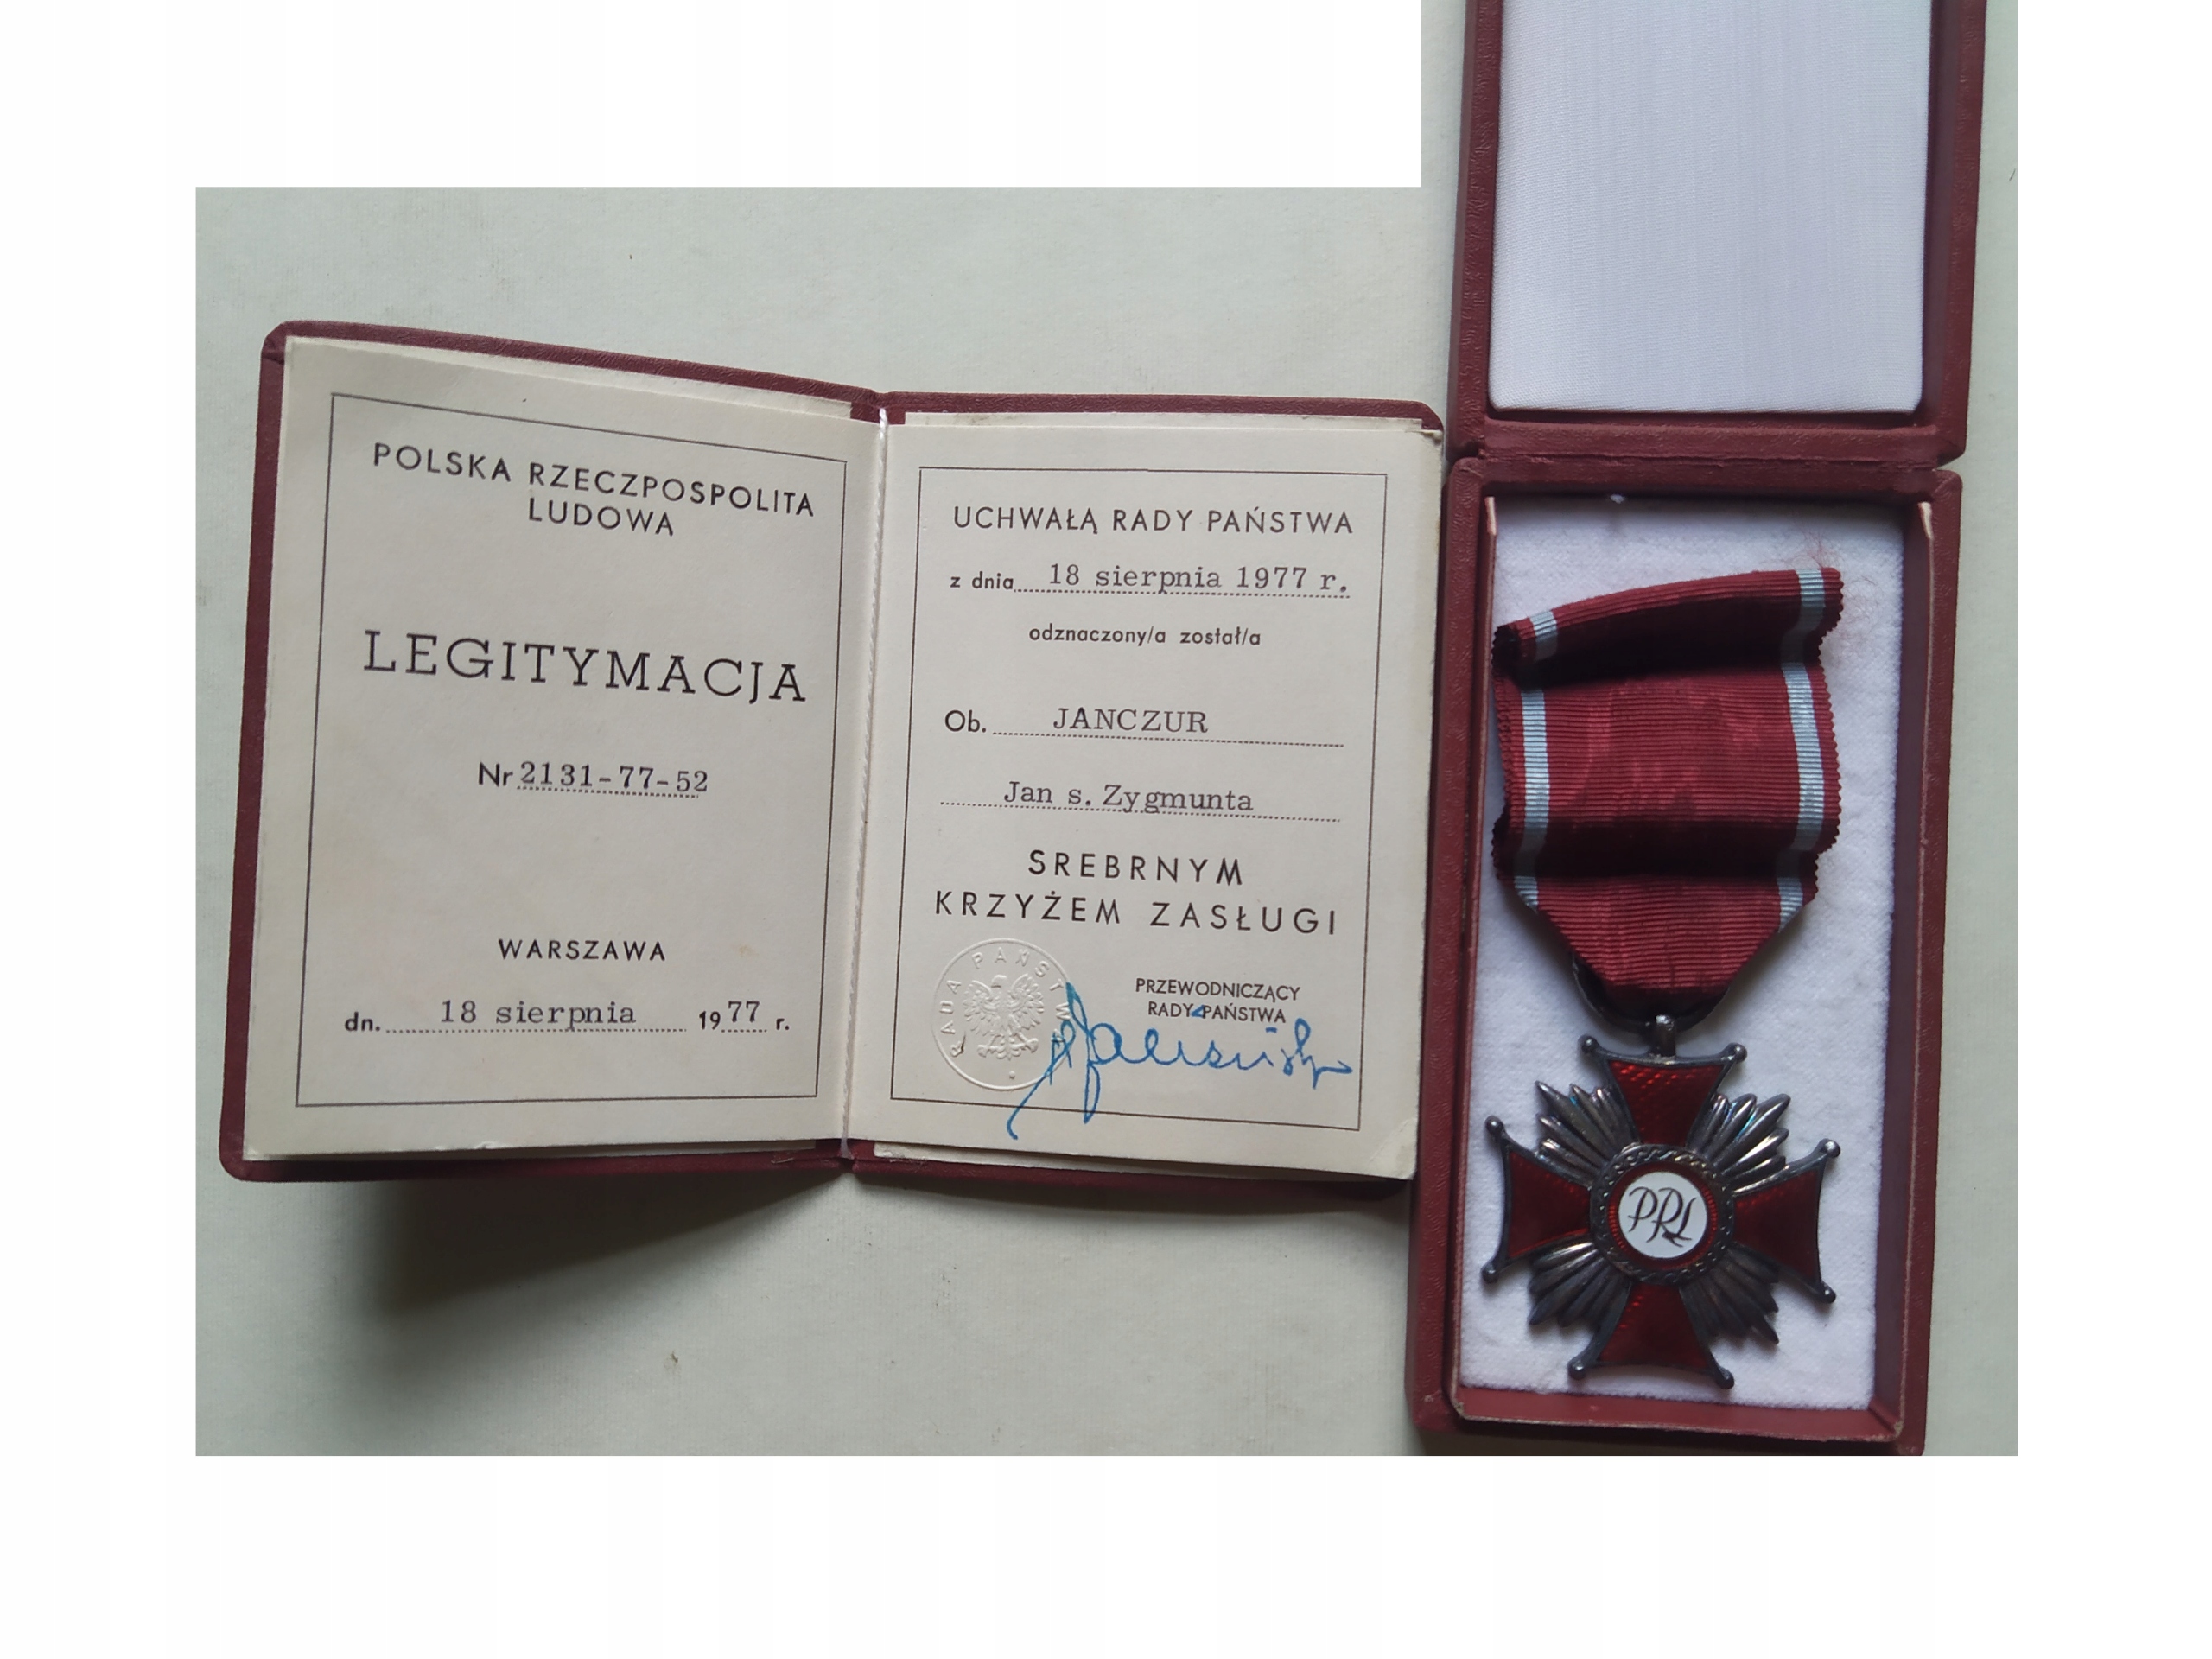 POLSKA RZECZPOSPOLITA
LUDOWA
LEGITYMACJA
Nr 2131-77-52
WARSZAWA
dn. 18 sierpnia 1977 r.
UCHWAŁĄ RADY PAŃSTWA
z dnia 18 sierpnia 1977 r.
odznaczony/a został/a
Ob. JANCZUR
Jan s. Zygmunta
SREBRNYM
KRZYŻEM ZASŁUGI
RADA PAŃSTWA
PRZEWODNICZĄCY
RADY PAŃSTWA
PRL